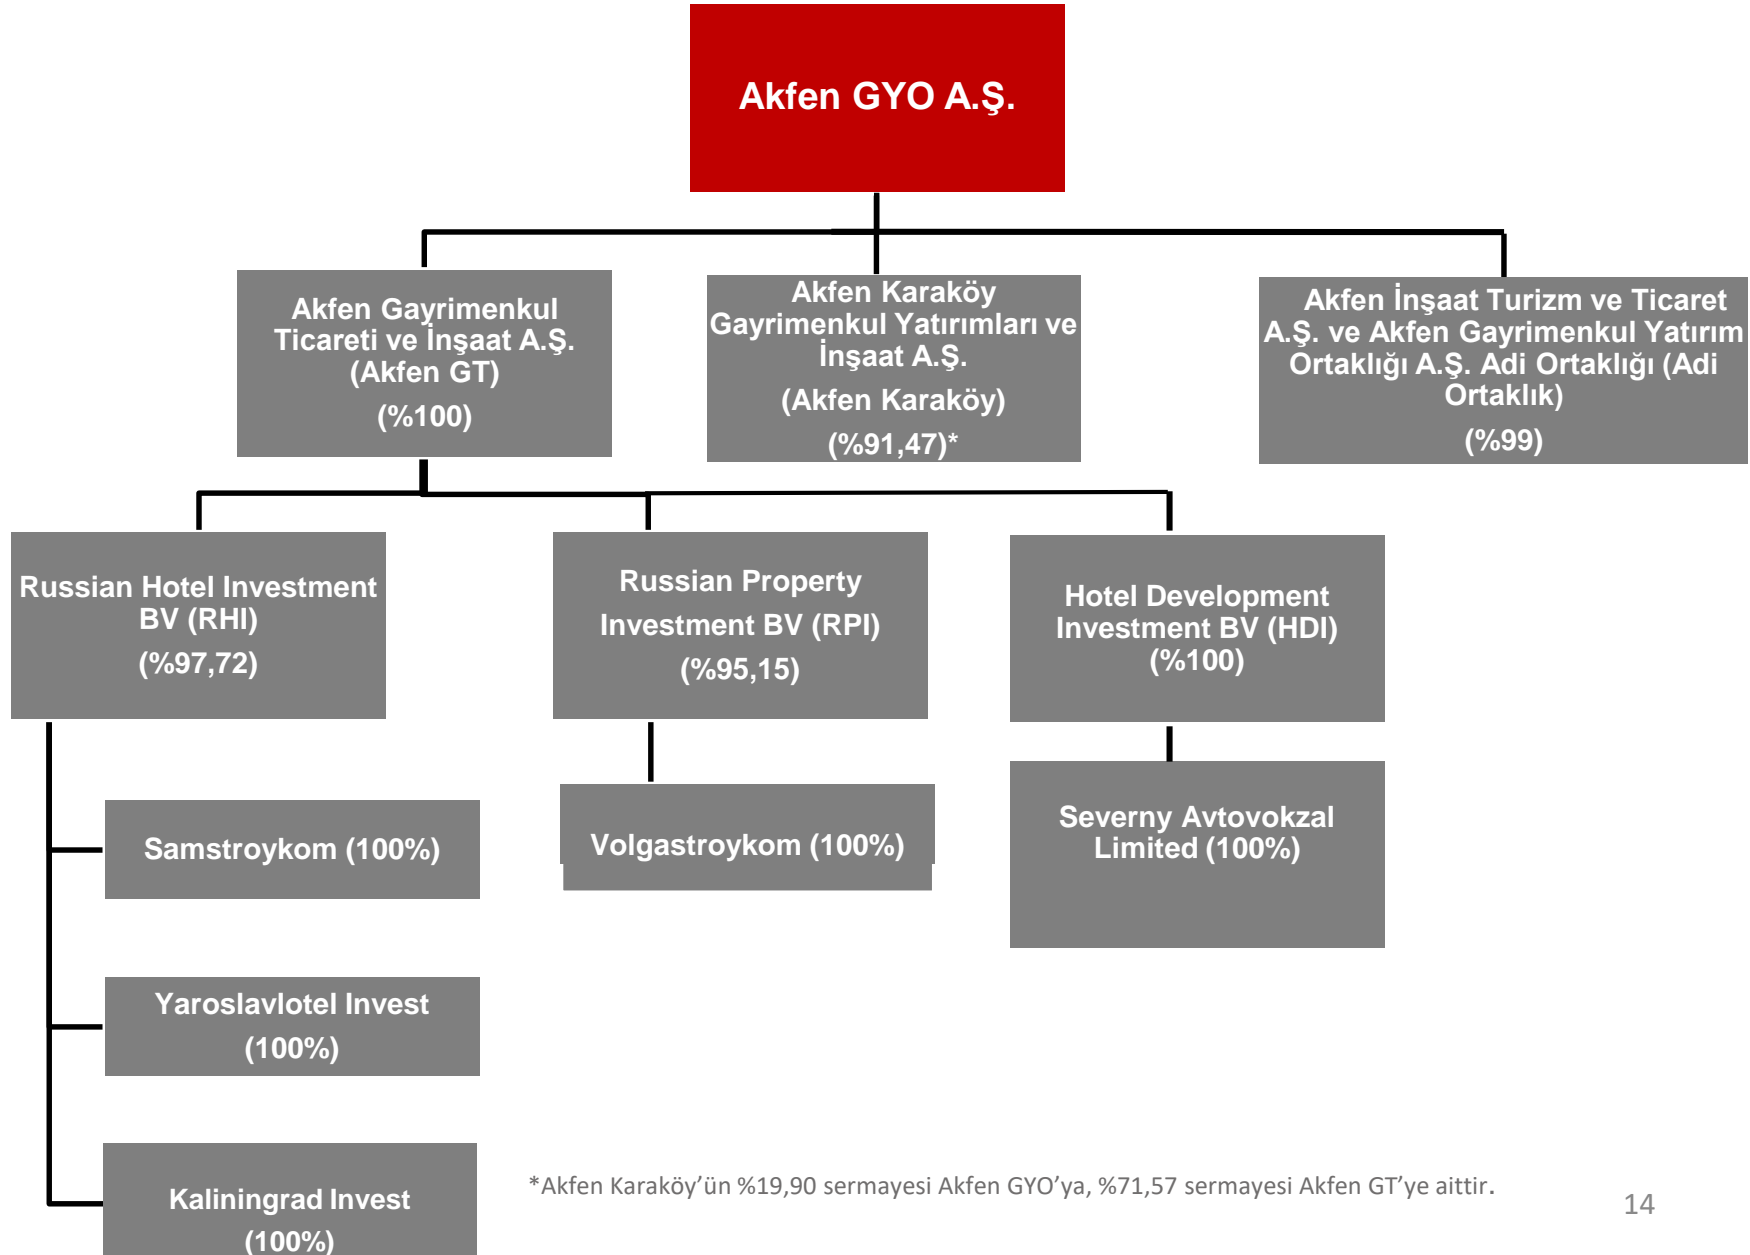 Akfen GYO A.Ş.
Akfen Gayrimenkul
Ticareti ve İnşaat A.Ş.
(Akfen GT)
(%100)
Akfen Karaköy
Gayrimenkul Yatırımları ve
İnşaat A.Ş.
(Akfen Karaköy)
(%91,47)*
Akfen İnşaat Turizm ve Ticaret
A.Ş. ve Akfen Gayrimenkul Yatırım
Ortaklığı A.Ş. Adi Ortaklığı (Adi
Ortaklık)
(%99)
Russian Hotel Investment
BV (RHI)
(%97,72)
Russian Property
Investment BV (RPI)
(%95,15)
Hotel Development
Investment BV (HDI)
(%100)
Samstroykom (100%)
Volgastroykom (100%)
Severny Avtovokzal
Limited (100%)
Yaroslavlotel Invest
(100%)
Kaliningrad Invest
(100%)
*Akfen Karaköy’ün %19,90 sermayesi Akfen GYO’ya, %71,57 sermayesi Akfen GT’ye aittir.
14